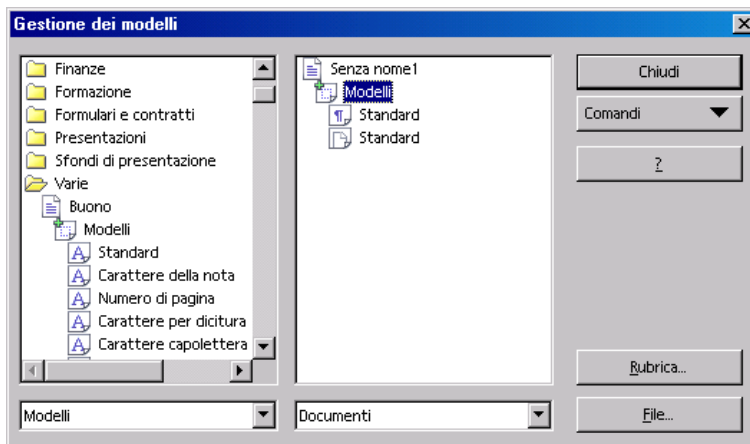 Gestione dei modelli
Finanze
Formazione
Formulari e contratti
Presentazioni
Sfondi di presentazione
Varie
Buono
Modelli
Standard
Carattere della nota
Numero di pagina
Carattere per dicitura
Carattere capolettera
Modelli
Senza nome1
Modelli
Standard
Standard
Documenti
Chiudi
Comandi
?
Rubrica...
File...